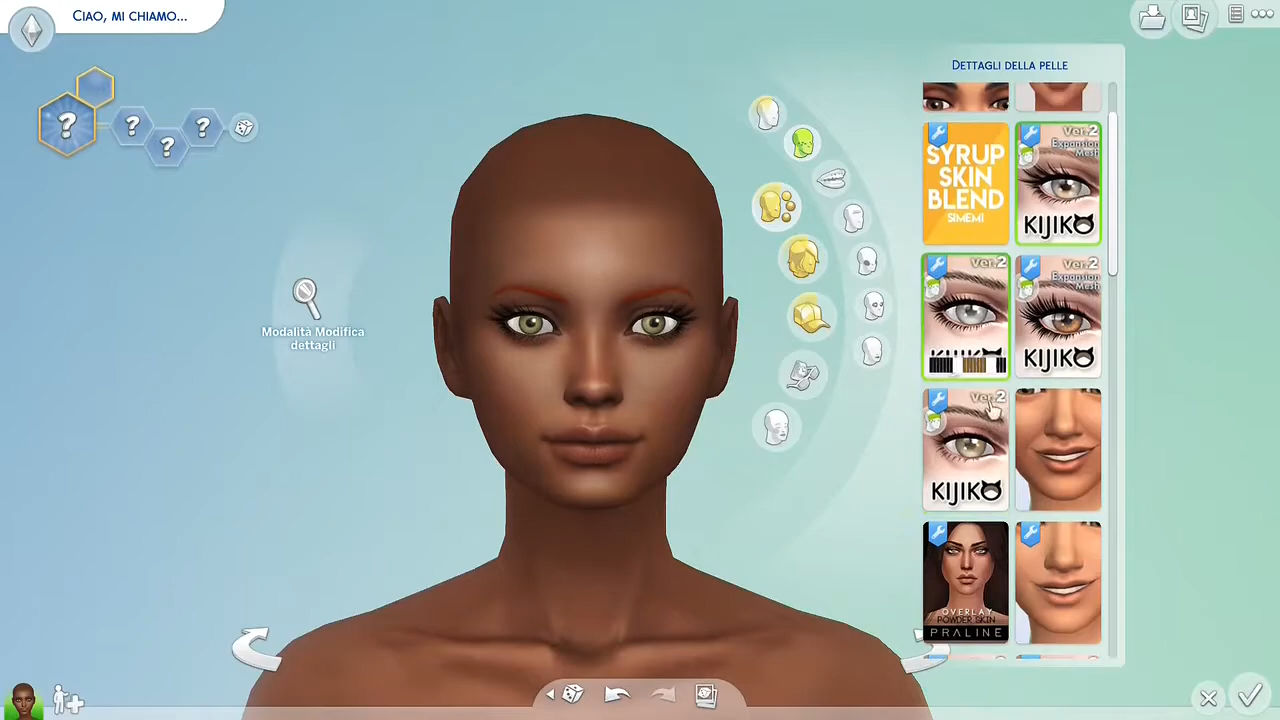 CIAO, MI CHIAMO...
DETTAGLI DELLA PELLE
? ? ? ?
Modalità Modifica
dettagli
SYRUP
SKIN
BLEND
SIMEMI
Ver.2
Expansion
Mesh
KIJIKO
Ver.2
KIJIKO
Ver.2
Expansion
Mesh
KIJIKO
Ver.2
KIJIKO
OVERLAY
POWDER SKIN
PRALINE